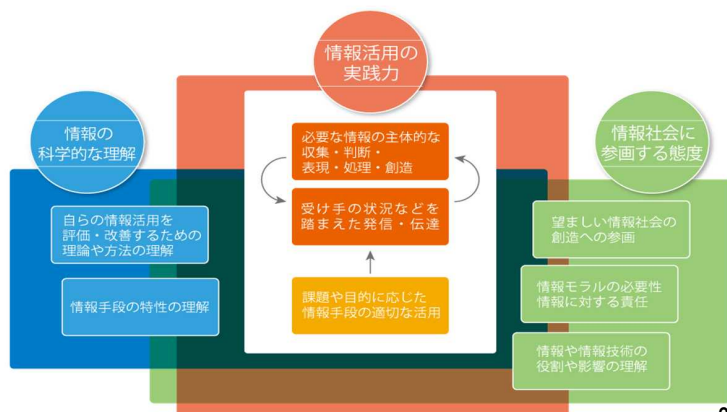 情報活用の
実践力
情報の
科学的な理解
情報社会に
参画する態度
必要な情報の主体的な
収集・判断・
表現・処理・創造
受け手の状況などを
踏まえた発信・伝達
課題や目的に応じた
情報手段の適切な活用
自らの情報活用を
評価・改善するための
理論や方法の理解
情報手段の特性の理解
望ましい情報社会の
創造への参画
情報モラルの必要性
情報に対する責任
情報や情報技術の
役割や影響の理解